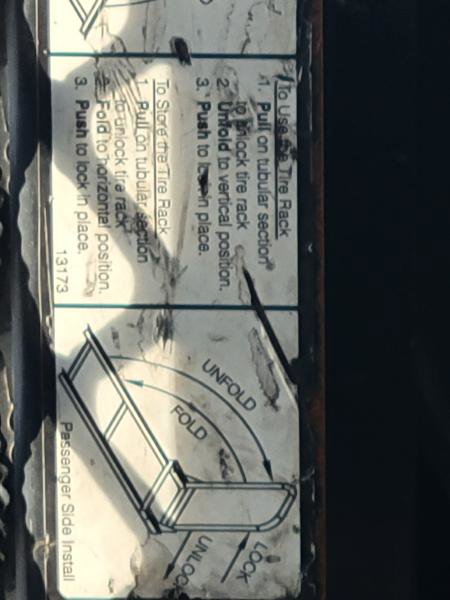 To Use the Tire Rack
1. Pull on tubular section
to unlock tire rack
2. Unfold to vertical position.
3. Push to lock in place.
To Store the Tire Rack
1. Pull on tubular section
to unlock tire rack
2. Fold to horizontal position.
3. Push to lock in place.
13173
UNFOLD
FOLD
LOCK
UNLOCK
Passenger Side Install